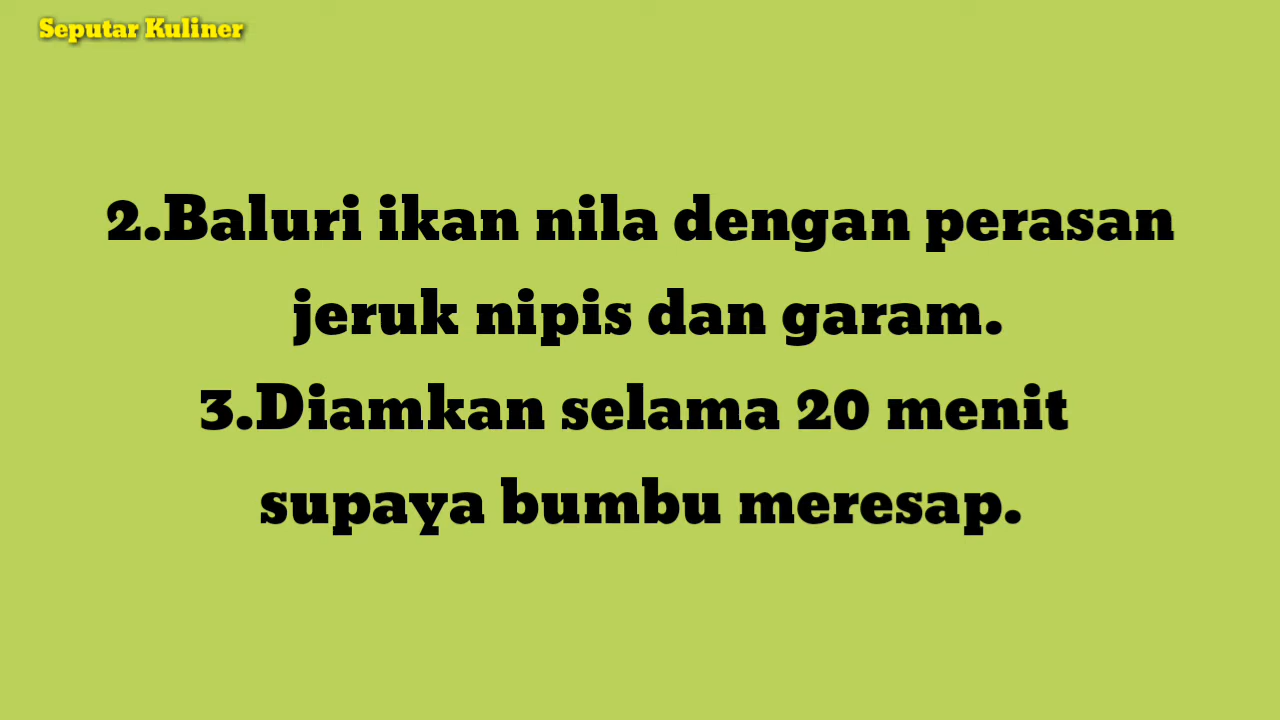 Seputar Kuliner
2.Baluri ikan nila dengan perasan
jeruk nipis dan garam.
3.Diamkan selama 20 menit
supaya bumbu meresap.